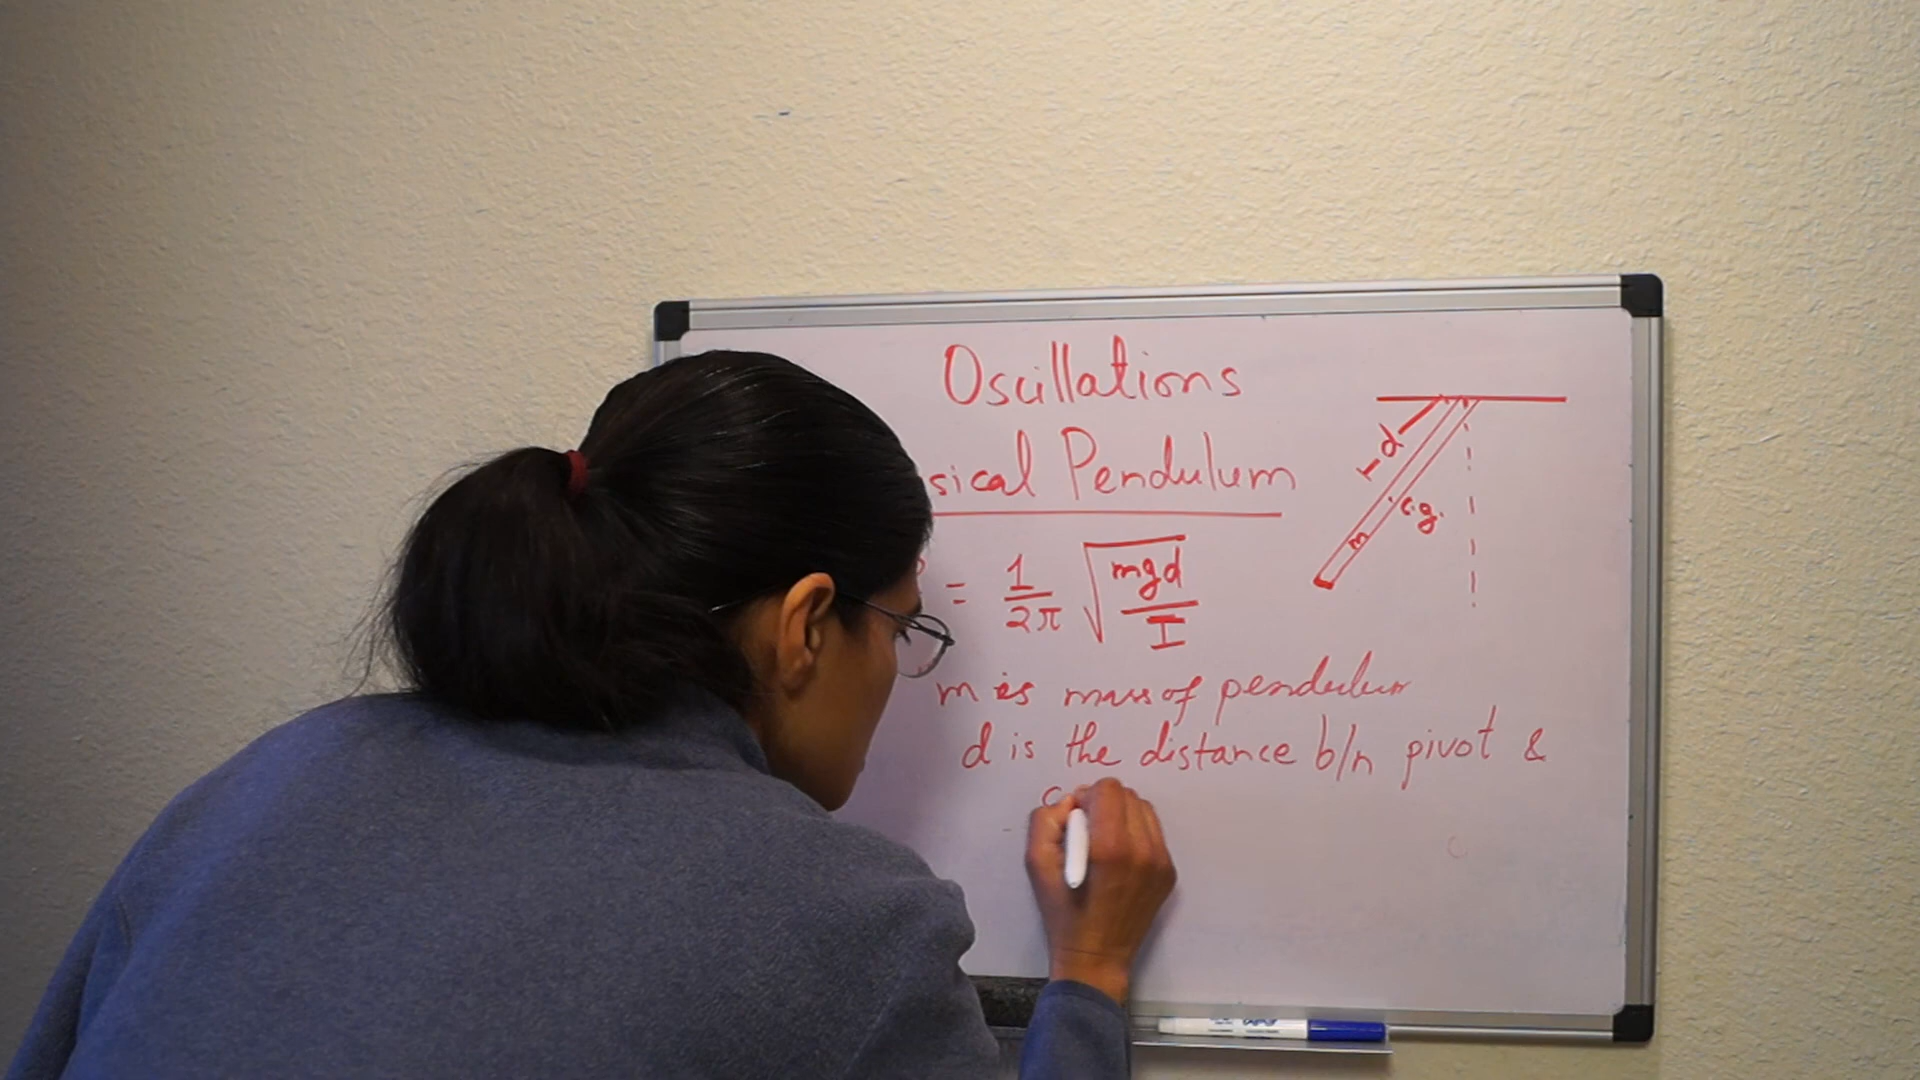 Oscillations
sical Pendulum
= 1/2π √mgd/I
m is mass of pendulum
d is the distance b/n pivot &
c
d
c.g.
m